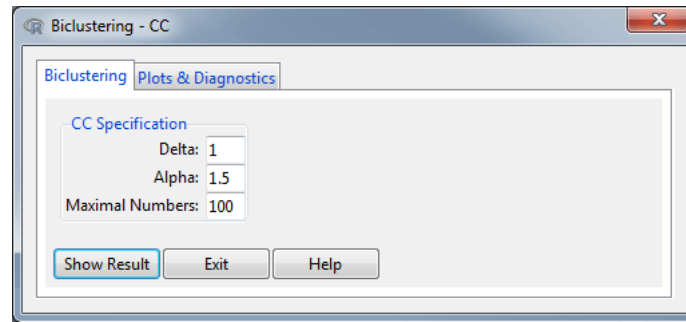 Biclustering - CC
Biclustering Plots & Diagnostics
CC Specification
Delta: 1
Alpha: 1.5
Maximal Numbers: 100
Show Result Exit Help